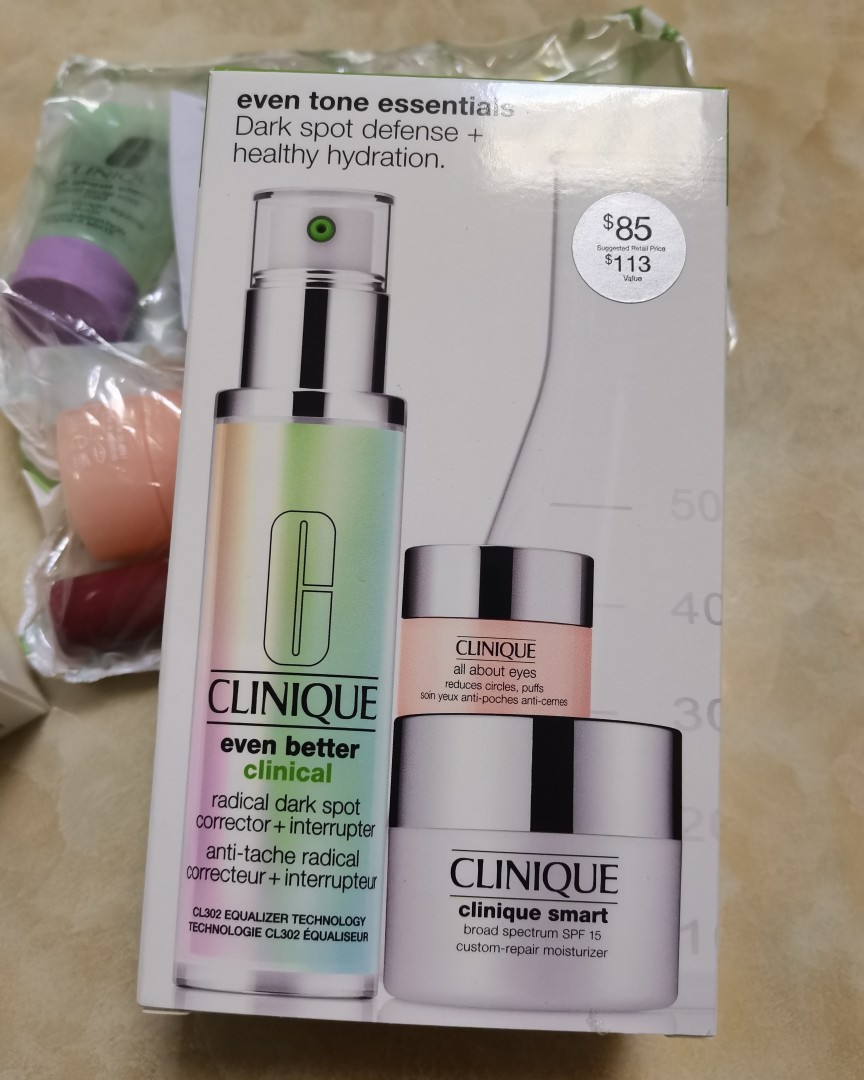 even tone essentials
Dark spot defense +
healthy hydration.
$85
Suggested Retail Price
$113
Value
50
40
30
20
10
CLINIQUE
even better
clinical
radical dark spot
corrector + interrupter
anti-tache radical
correcteur + interrupteur
CL302 EQUALIZER TECHNOLOGY
TECHNOLOGIE CL302 ÉQUALISEUR
CLINIQUE
all about eyes
reduces circles, puffs
soin yeux anti-poches anti-cernes
CLINIQUE
clinique smart
broad spectrum SPF 15
custom-repair moisturizer
CLINIQUE